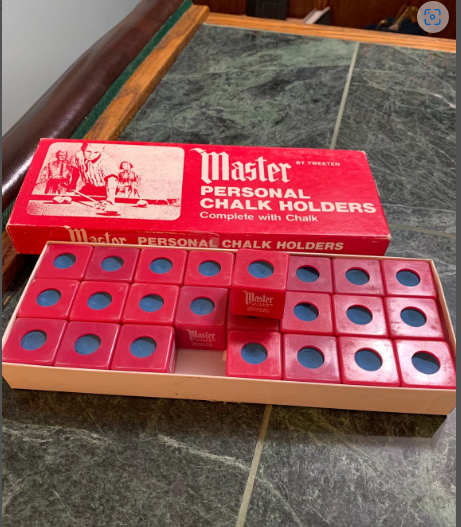 Master BY TWEETEN
PERSONAL
CHALK HOLDERS
Complete with Chalk
Master PERSONAL CHALK HOLDERS
Master
Master